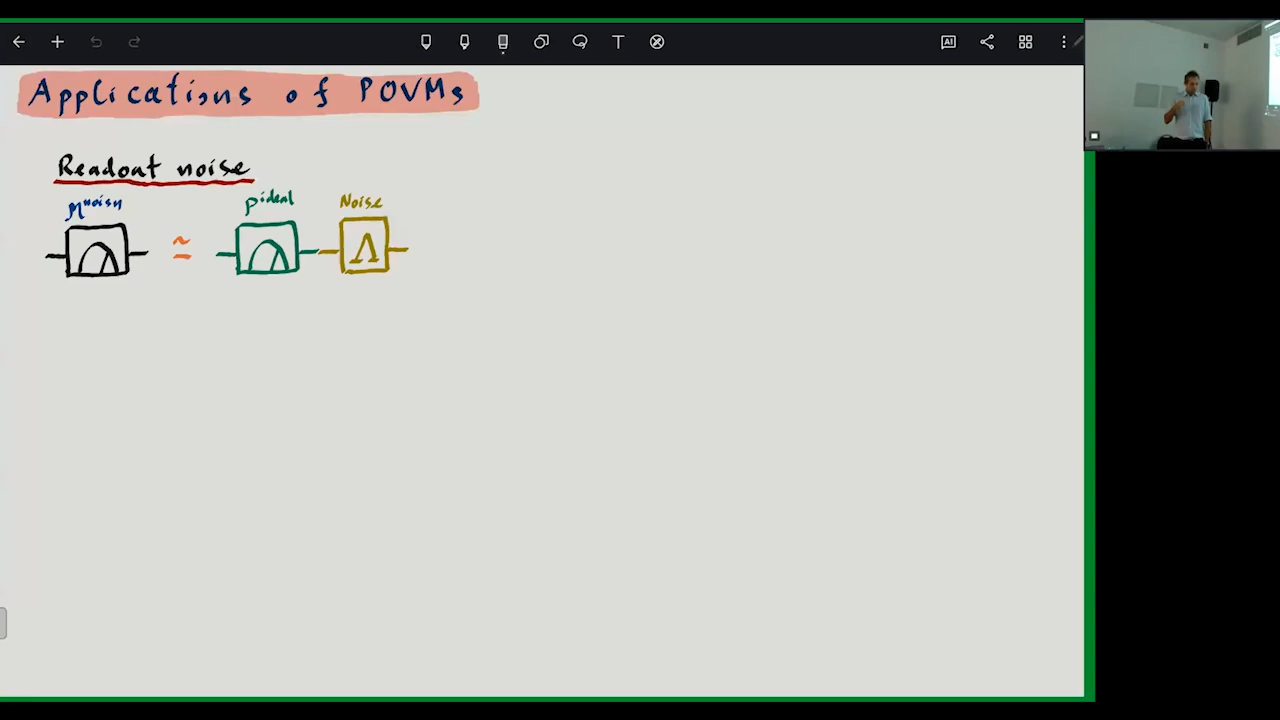 Applications of POVMs
Readout noise
M^noisy P^ideal Noise
≃ Λ